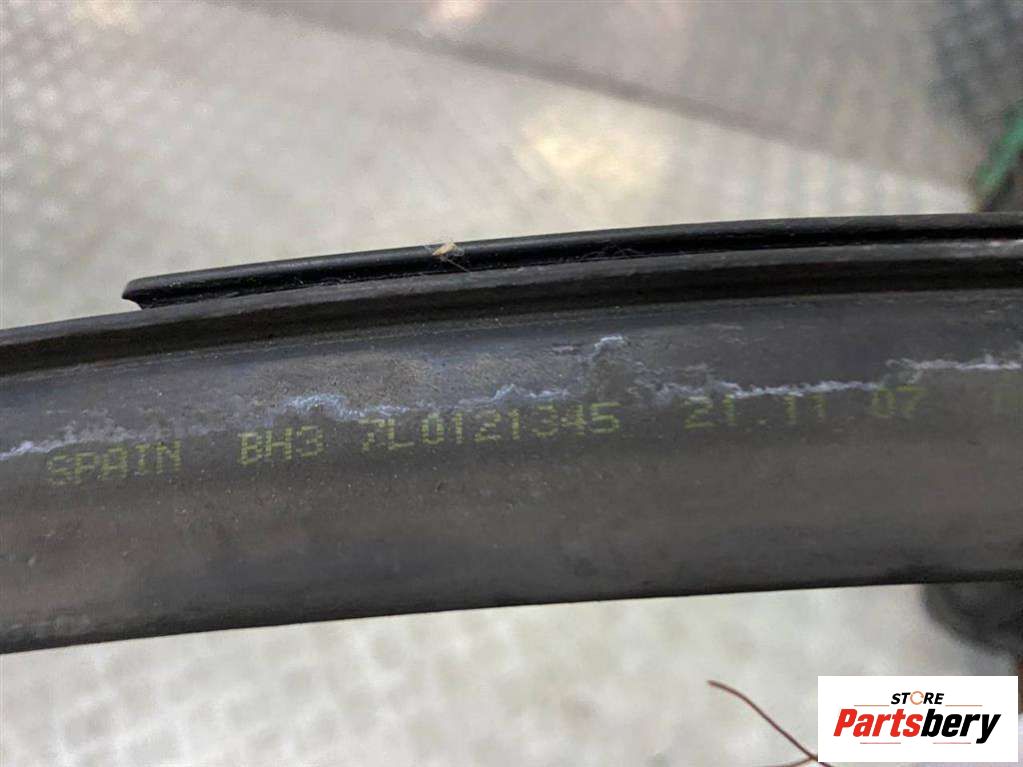 SPAIN BH3 7L0121345 21.11 07
STORE
Partsbery